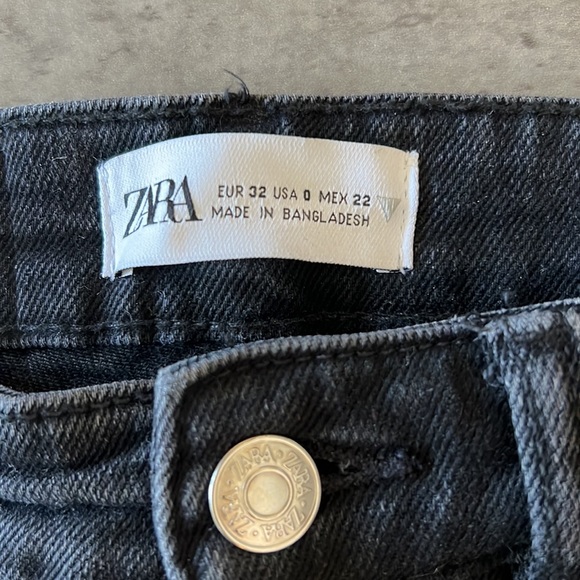 ZARA
EUR 32 USA 0 MEX 22
MADE IN BANGLADESH
ZARA · ZARA · ZARA · ZARA